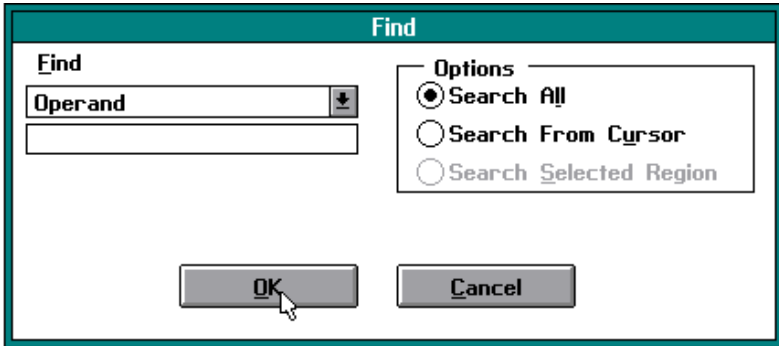 Find
Find
Operand
Options
Search All
Search From Cursor
Search Selected Region
OK
Cancel